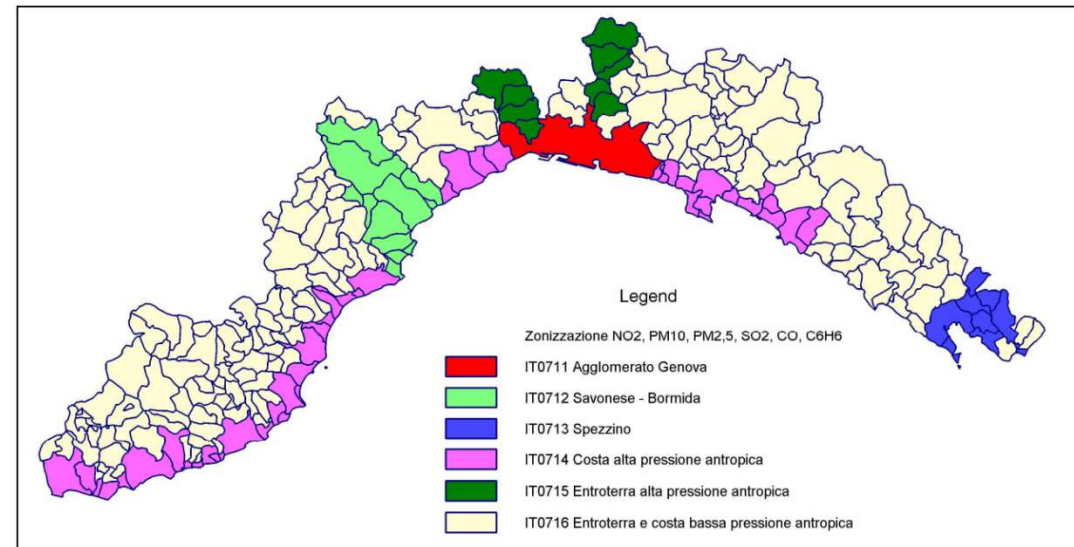 Legend
Zonizzazione NO2, PM10, PM2,5, SO2, CO, C6H6
IT0711 Agglomerato Genova
IT0712 Savonese - Bormida
IT0713 Spezzino
IT0714 Costa alta pressione antropica
IT0715 Entroterra alta pressione antropica
IT0716 Entroterra e costa bassa pressione antropica